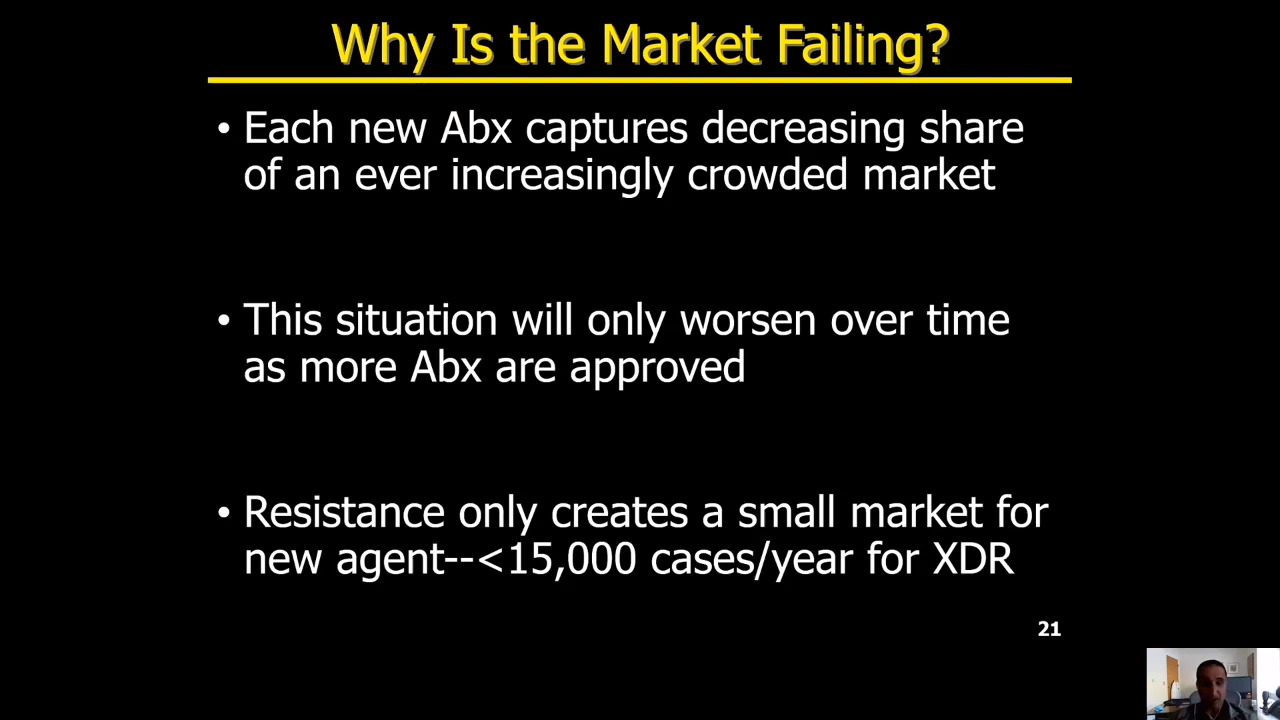 Why Is the Market Failing?
• Each new Abx captures decreasing share
of an ever increasingly crowded market
• This situation will only worsen over time
as more Abx are approved
• Resistance only creates a small market for
new agent--<15,000 cases/year for XDR
21